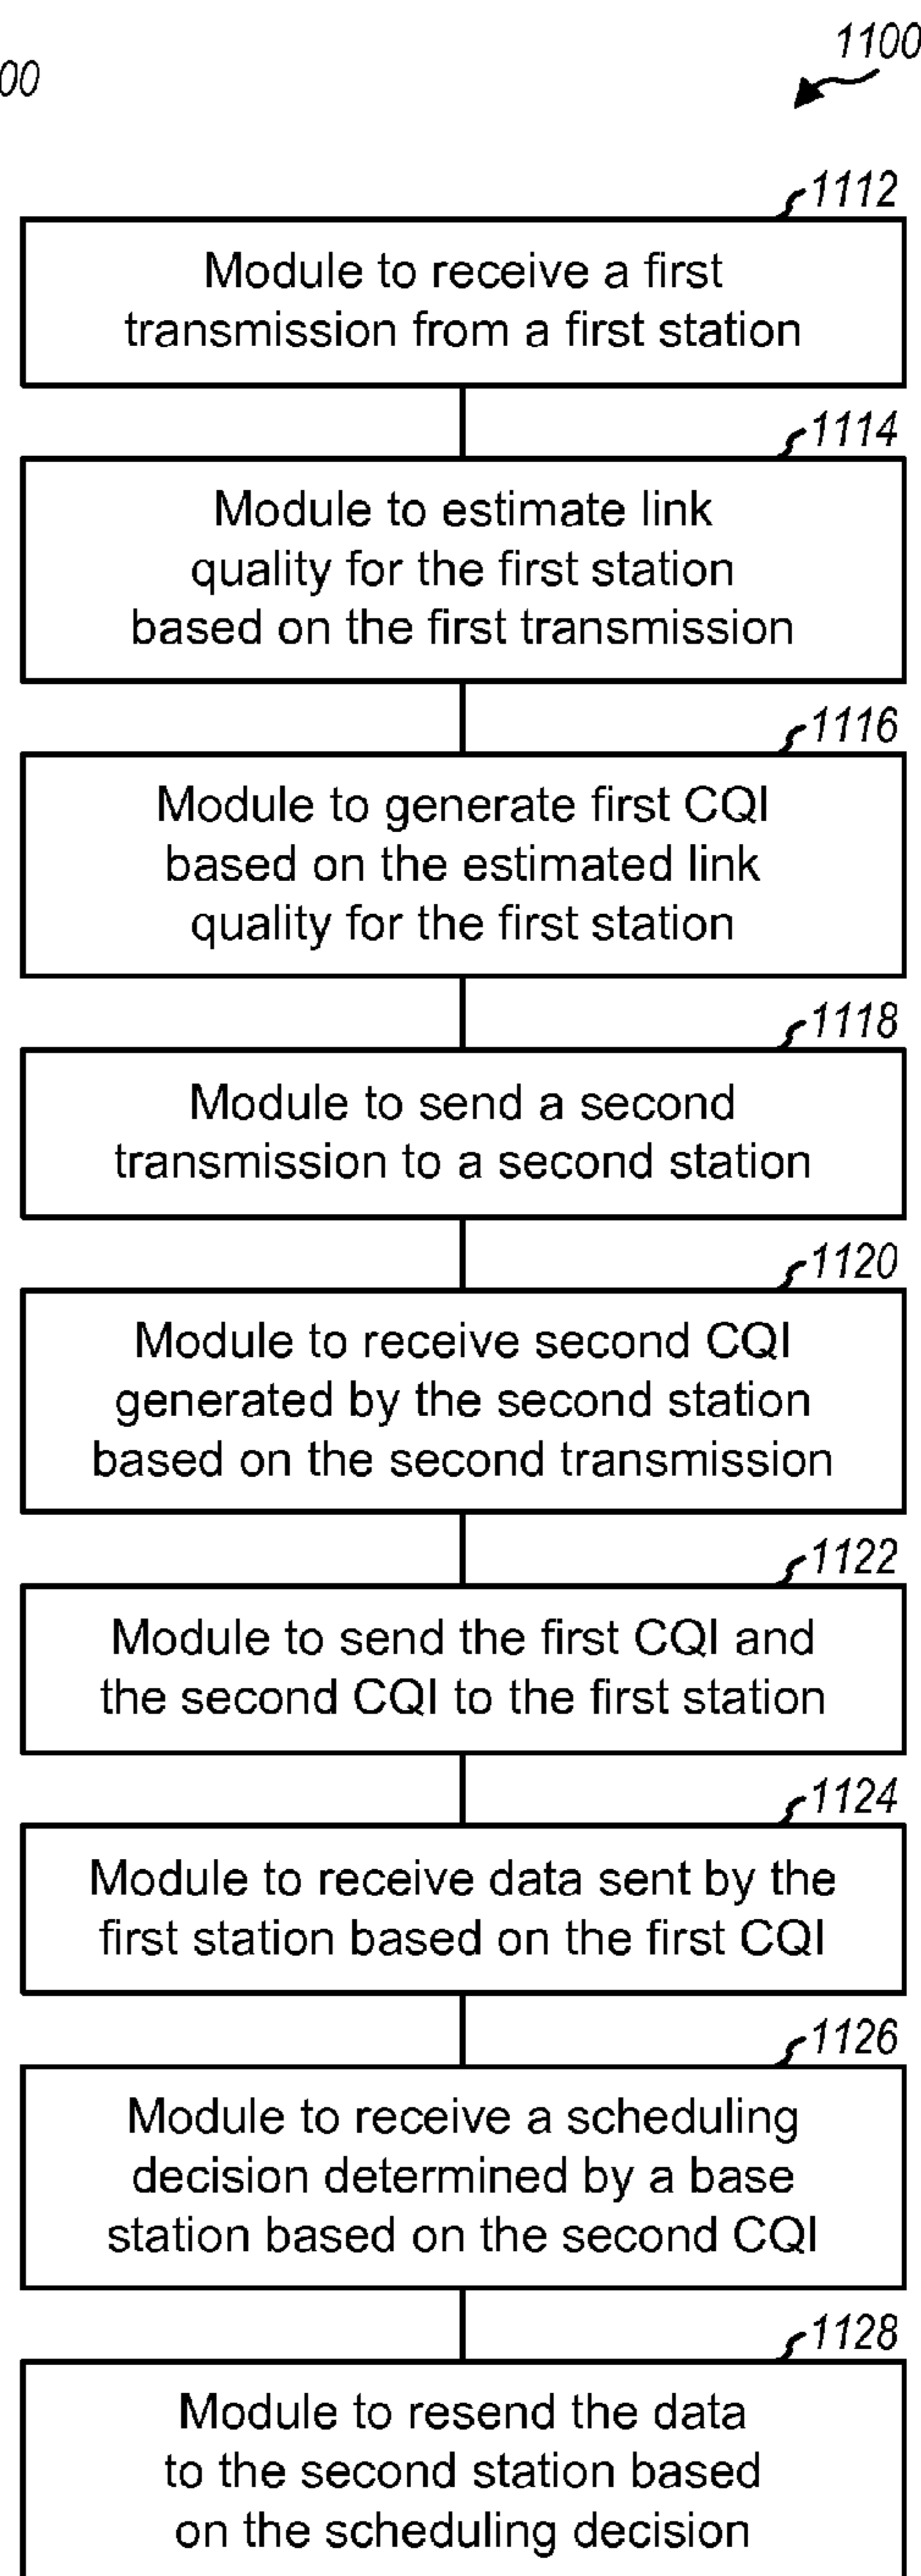 00
1100
1112
Module to receive a first
transmission from a first station
1114
Module to estimate link
quality for the first station
based on the first transmission
1116
Module to generate first CQI
based on the estimated link
quality for the first station
1118
Module to send a second
transmission to a second station
1120
Module to receive second CQI
generated by the second station
based on the second transmission
1122
Module to send the first CQI and
the second CQI to the first station
1124
Module to receive data sent by the
first station based on the first CQI
1126
Module to receive a scheduling
decision determined by a base
station based on the second CQI
1128
Module to resend the data
to the second station based
on the scheduling decision